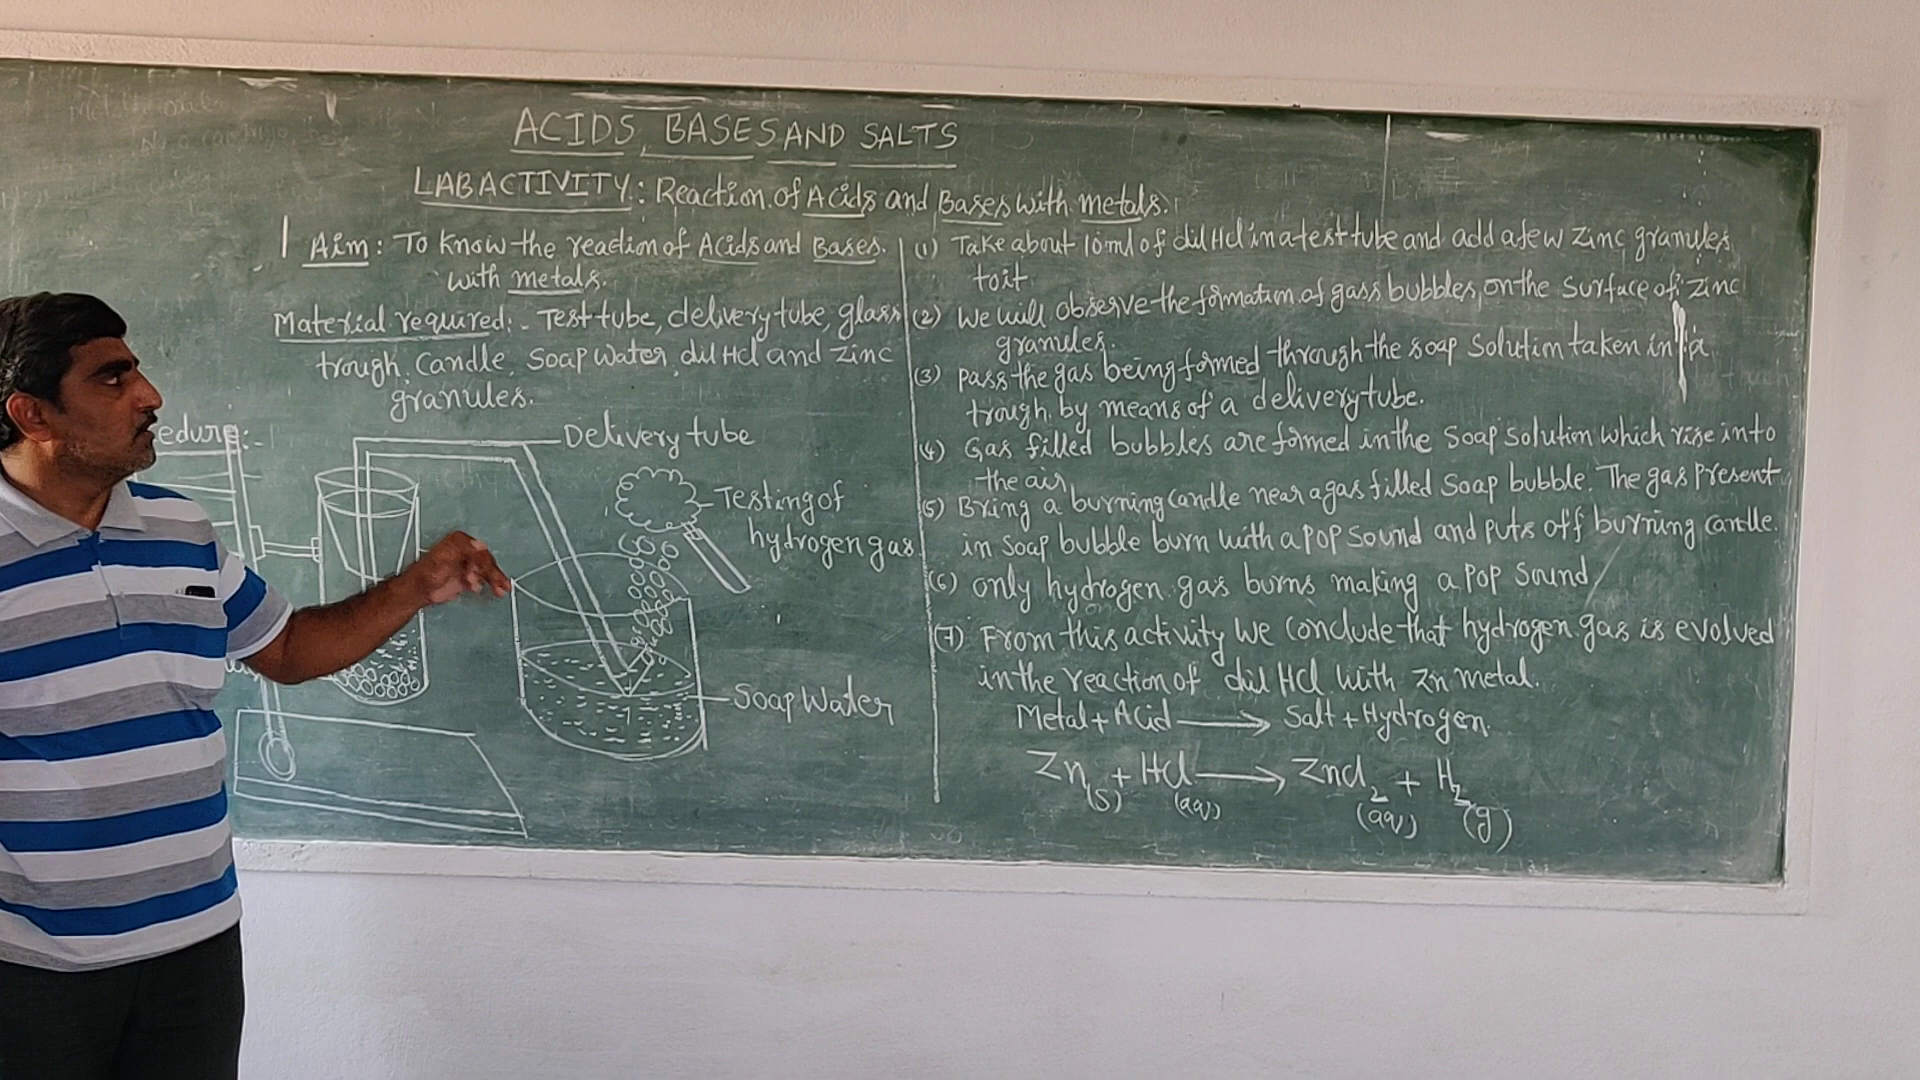 ACIDS, BASES AND SALTS
LAB ACTIVITY: Reaction of Acids and Bases with metals.
Aim: To know the reaction of Acids and Bases.
with metals.
Material required:- Test tube, delivery tube, glass
trough, Candle, Soap water, dil Hcl and zinc
granules.
edure:-
Delivery tube
Testing of
hydrogen gas
Soap Water
(1) Take about 10ml of dil Hcl in a test tube and add a few zinc granules
to it
(2) We will observe the formation of gass bubbles, on the surface of zinc
granules.
(3) Pass the gas being formed through the soap solution taken in a
trough by means of a delivery tube.
(4) Gas filled bubbles are formed in the soap solution which rise into
the air
(5) Bring a burning candle near a gas filled soap bubble. The gas present
in soap bubble burn with a pop sound and puts off burning candle.
(6) only hydrogen gas burns making a pop sound
(7) From this activity we conclude that hydrogen gas is evolved
in the reaction of dil HCl with Zn metal.
Metal + Acid ⟶ Salt + Hydrogen.
Zn(s) + Hcl(aq) ⟶ Zncl₂(aq) + H₂(g)